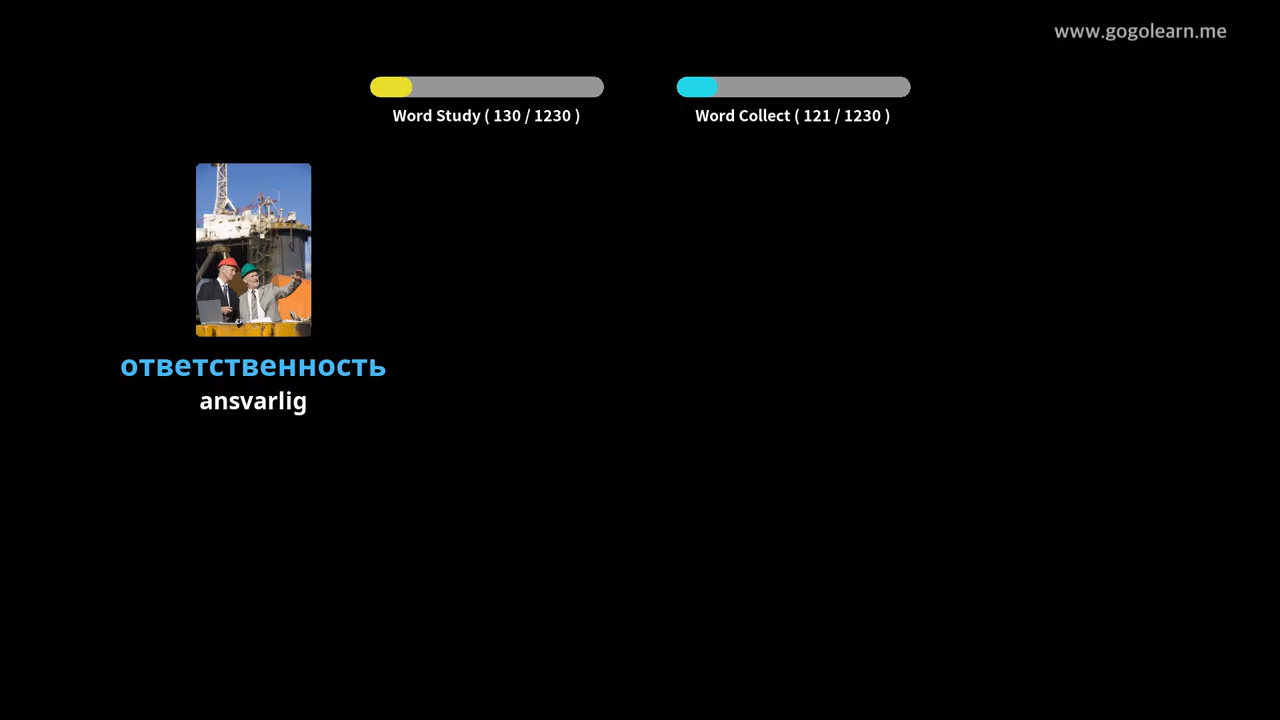 www.gogolearn.me
Word Study ( 130 / 1230 )
Word Collect ( 121 / 1230 )
ответственность
ansvarlig